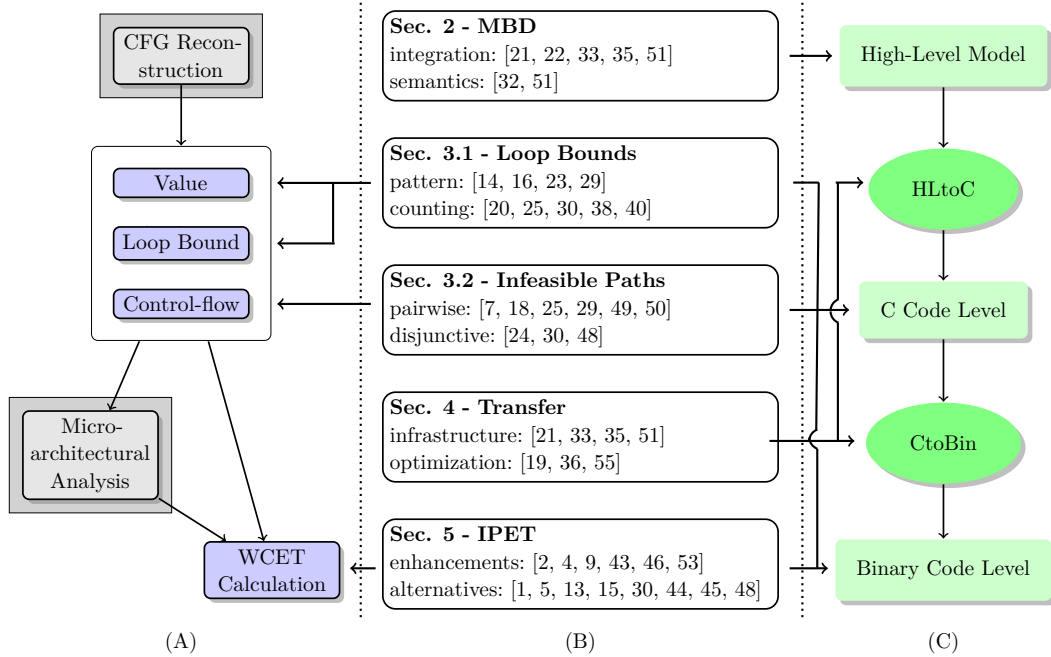 CFG Recon-
struction
Value
Loop Bound
Control-flow
Micro-
architectural
Analysis
WCET
Calculation
(A)
Sec. 2 - MBD
integration: [21, 22, 33, 35, 51]
semantics: [32, 51]
Sec. 3.1 - Loop Bounds
pattern: [14, 16, 23, 29]
counting: [20, 25, 30, 38, 40]
Sec. 3.2 - Infeasible Paths
pairwise: [7, 18, 25, 29, 49, 50]
disjunctive: [24, 30, 48]
Sec. 4 - Transfer
infrastructure: [21, 33, 35, 51]
optimization: [19, 36, 55]
Sec. 5 - IPET
enhancements: [2, 4, 9, 43, 46, 53]
alternatives: [1, 5, 13, 15, 30, 44, 45, 48]
(B)
High-Level Model
HLtoC
C Code Level
CtoBin
Binary Code Level
(C)